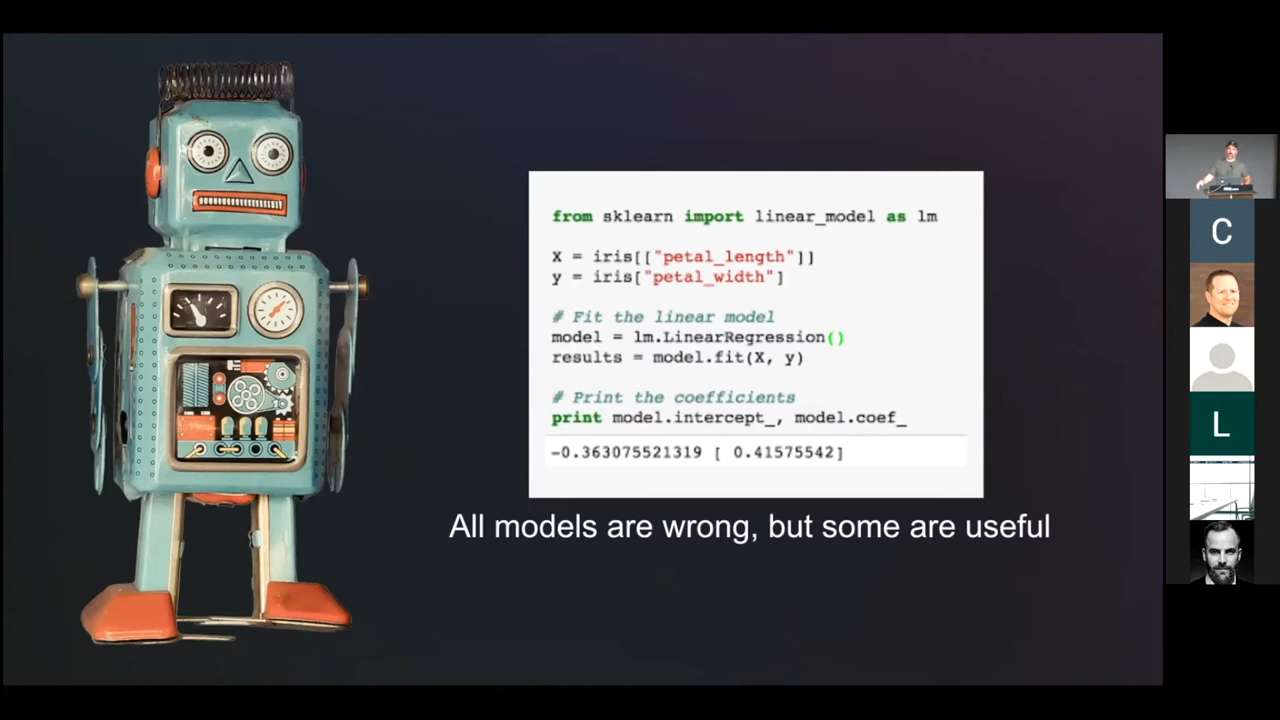 from sklearn import linear_model as lm
X = iris[["petal_length"]]
y = iris["petal_width"]
# Fit the linear model
model = lm.LinearRegression()
results = model.fit(X, y)
# Print the coefficients
print model.intercept_, model.coef_
-0.363075521319 [ 0.41575542]
All models are wrong, but some are useful
C
L